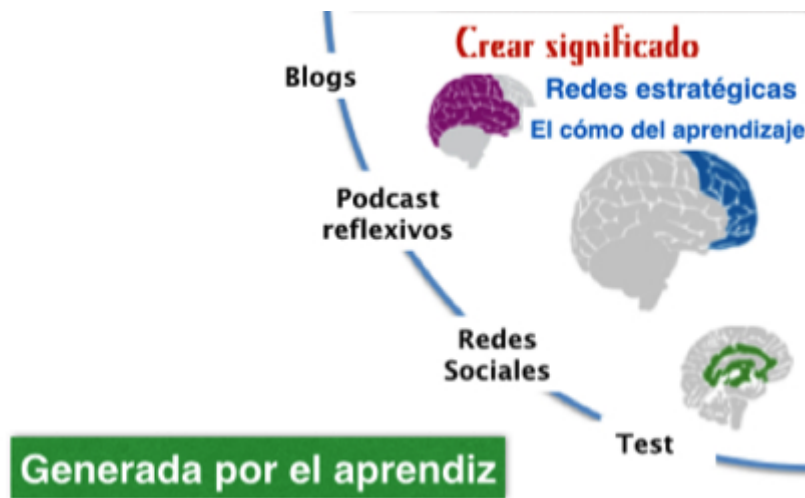 Crear significado
Blogs
Redes estratégicas
El cómo del aprendizaje
Podcast
reflexivos
Redes
Sociales
Test
Generada por el aprendiz